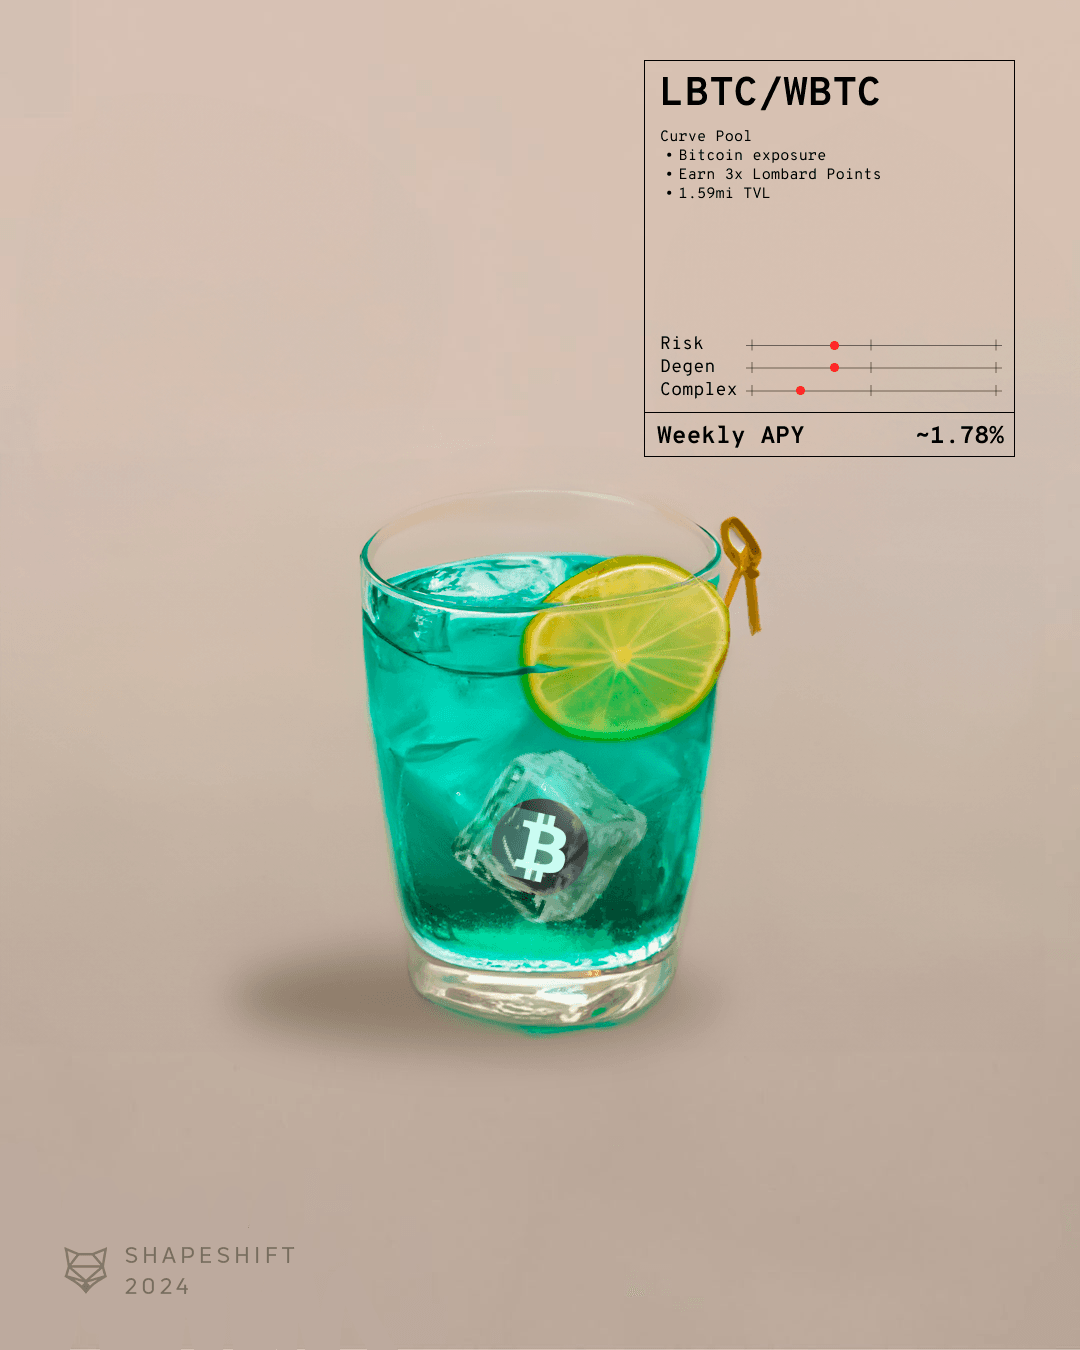 LBTC/WBTC
Curve Pool
• Bitcoin exposure
• Earn 3x Lombard Points
• 1.59mi TVL
Risk
Degen
Complex
Weekly APY ~1.78%
SHAPESHIFT
2024